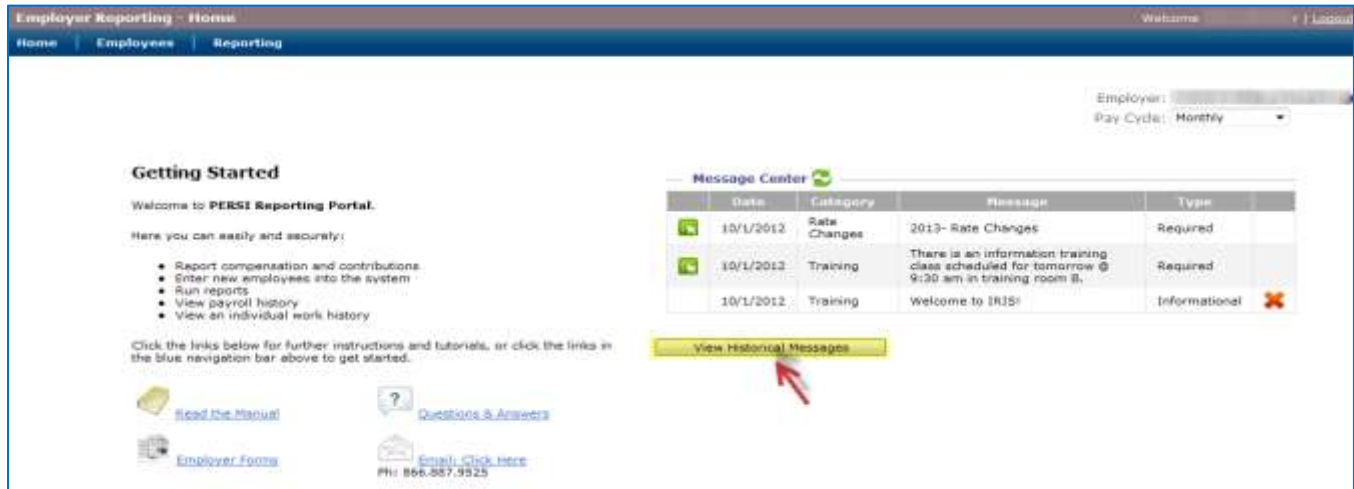 Employer Reporting - Home
Welcome
| Logout
Home | Employees | Reporting
Employer:
Pay Cycle: Monthly
Getting Started
Welcome to PERSI Reporting Portal.
Here you can easily and securely:
• Report compensation and contributions
• Enter new employees into the system
• Run reports
• View payroll history
• View an individual work history
Click the links below for further instructions and tutorials, or click the links in
the blue navigation bar above to get started.
Read the Manual
Questions & Answers
Employer Forms
Email: Click Here
Ph: 866.887.9525
Message Center
Date Category Message Type
10/1/2012 Rate Changes 2013- Rate Changes Required
10/1/2012 Training There is an information training
class scheduled for tomorrow @
9:30 am in training room B. Required
10/1/2012 Training Welcome to IRIS! Informational
View Historical Messages